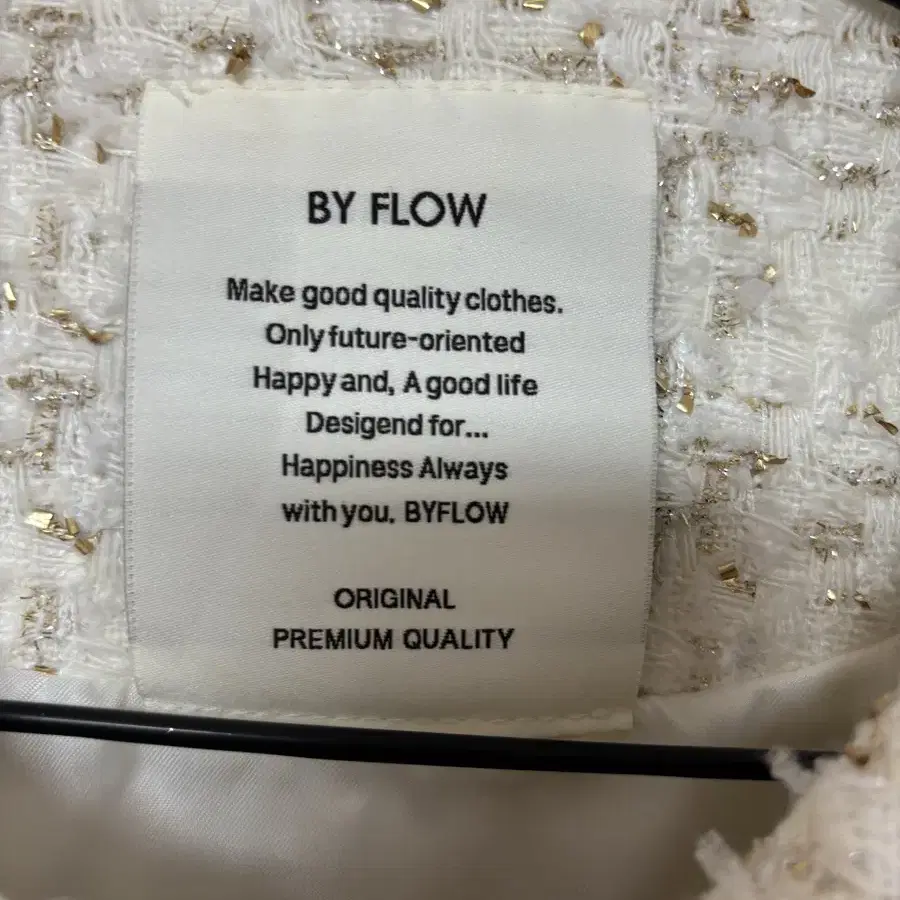 BY FLOW
Make good quality clothes.
Only future-oriented
Happy and, A good life
Desigend for...
Happiness Always
with you. BYFLOW
ORIGINAL
PREMIUM QUALITY